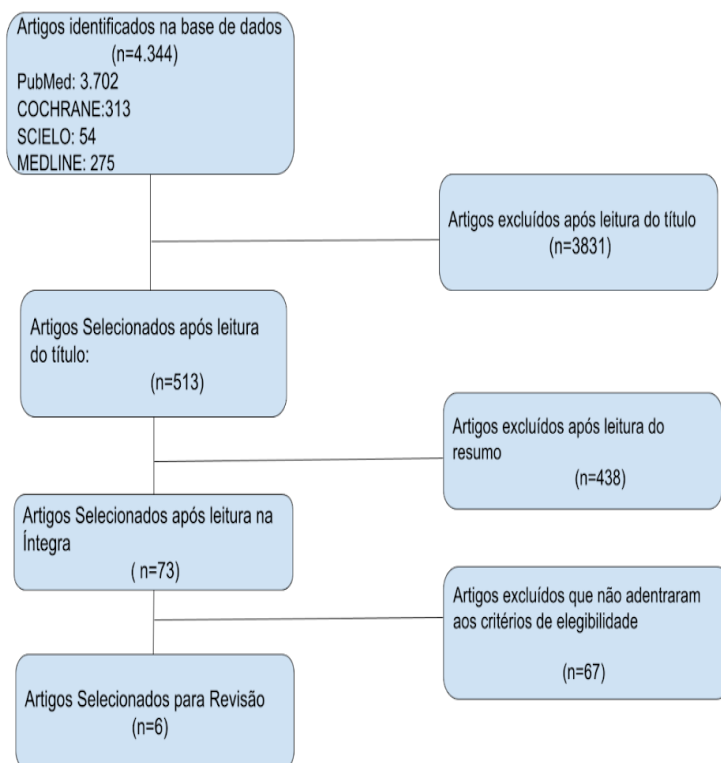 Artigos identificados na base de dados
(n=4.344)
PubMed: 3.702
COCHRANE:313
SCIELO: 54
MEDLINE: 275
Artigos excluídos após leitura do título
(n=3831)
Artigos Selecionados após leitura
do título:
(n=513)
Artigos excluídos após leitura do
resumo
(n=438)
Artigos Selecionados após leitura na
Íntegra
( n=73)
Artigos excluídos que não adentraram
aos critérios de elegibilidade
(n=67)
Artigos Selecionados para Revisão
(n=6)